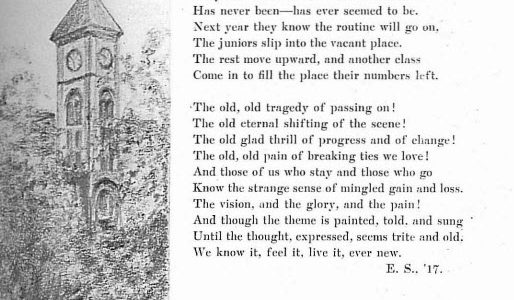 Has never been—has ever seemed to be.
Next year they know the routine will go on,
The juniors slip into the vacant place.
The rest move upward, and another class
Come in to fill the place their numbers left.
The old, old tragedy of passing on!
The old eternal shifting of the scene!
The old glad thrill of progress and of change!
The old, old pain of breaking ties we love!
And those of us who stay and those who go
Know the strange sense of mingled gain and loss.
The vision, and the glory, and the pain!
And though the theme is painted, told, and sung
Until the thought, expressed, seems trite and old.
We know it, feel it, live it, ever new.
E. S., '17.